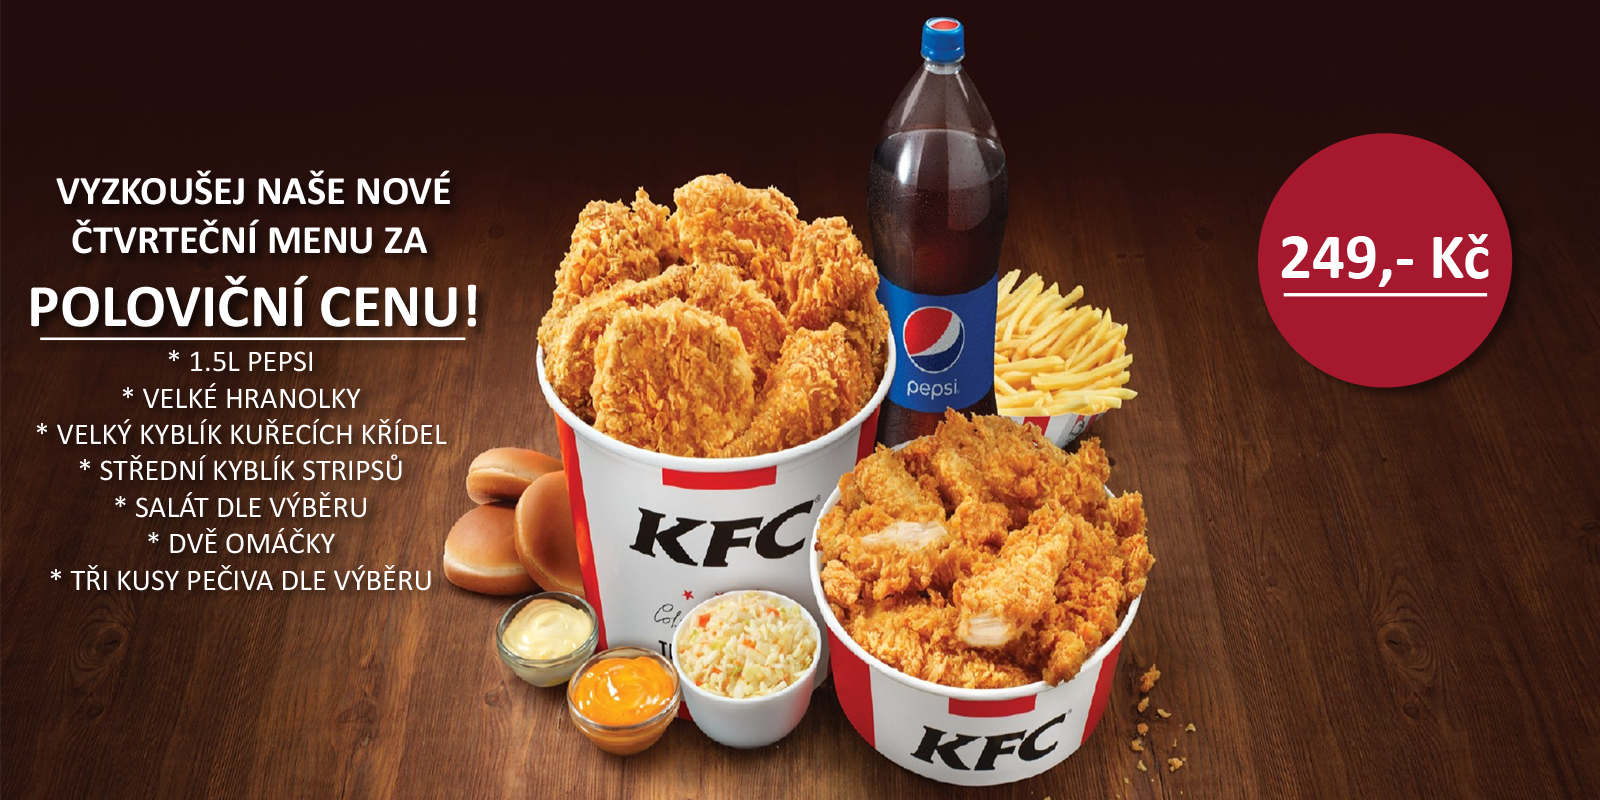 VYZKOUŠEJ NAŠE NOVÉ
ČTVRTEČNÍ MENU ZA
POLOVIČNÍ CENU!
* 1.5L PEPSI
* VELKÉ HRANOLKY
* VELKÝ KYBLÍK KUŘECÍCH KŘÍDEL
* STŘEDNÍ KYBLÍK STRIPSŮ
* SALÁT DLE VÝBĚRU
* DVĚ OMÁČKY
* TŘI KUSY PEČIVA DLE VÝBĚRU
249,- Kč
pepsi
KFC
KFC